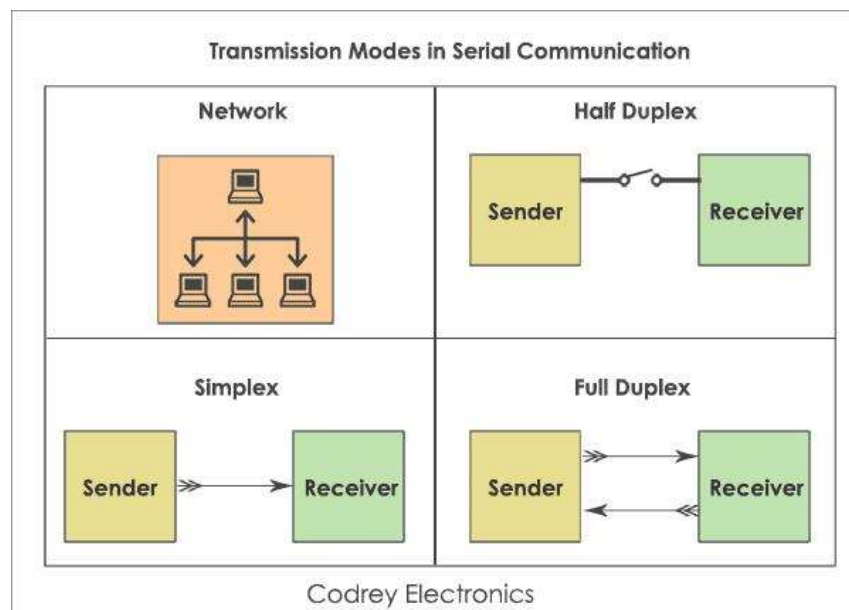 Transmission Modes in Serial Communication
Network
Half Duplex
Sender
Receiver
Simplex
Sender
Receiver
Full Duplex
Sender
Receiver
Codrey Electronics